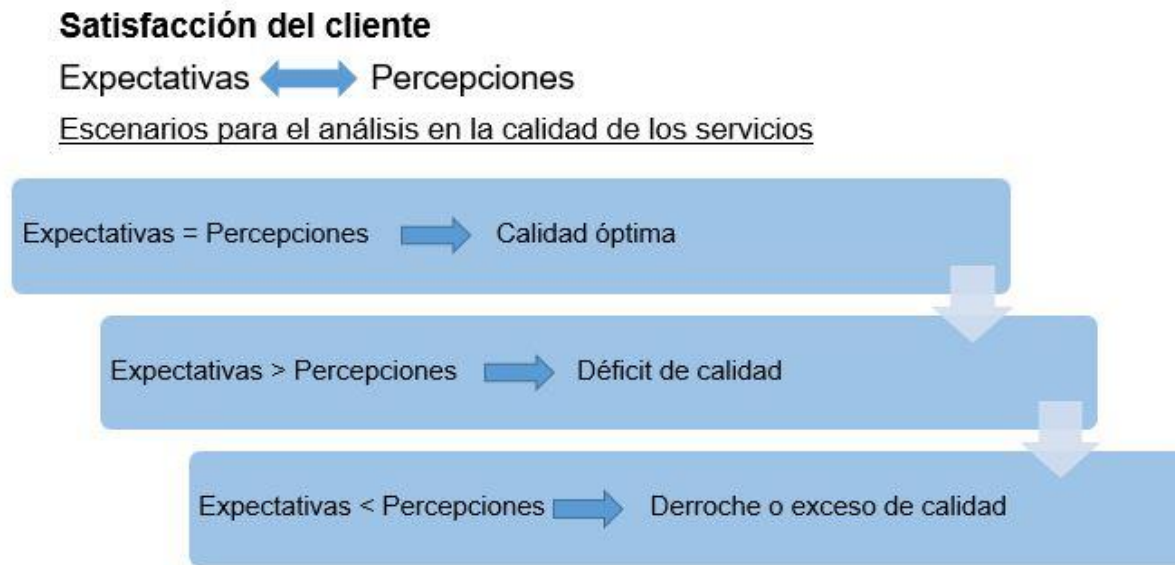 Satisfacción del cliente
Expectativas Percepciones
Escenarios para el análisis en la calidad de los servicios
Expectativas = Percepciones Calidad óptima
Expectativas > Percepciones Déficit de calidad
Expectativas < Percepciones Derroche o exceso de calidad